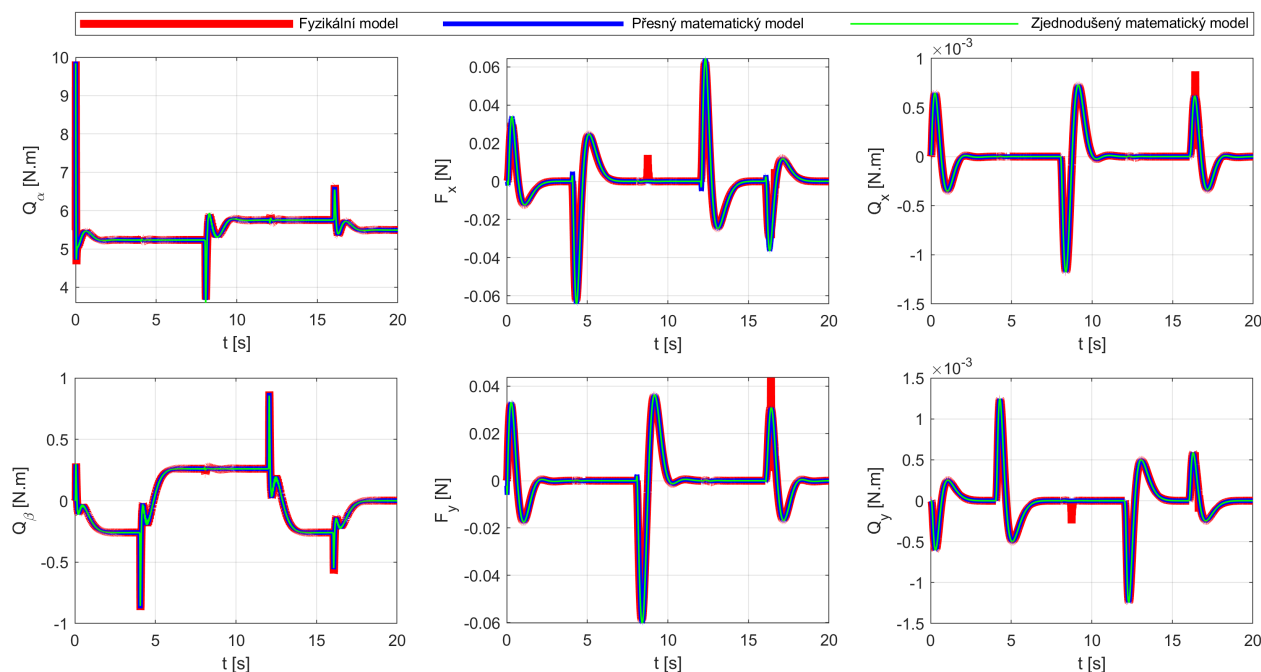 Fyzikální model Přesný matematický model Zjednodušený matematický model
10
9
8
7
6
5
4
Q_α [N.m]
0 5 10 15 20
t [s]
0.06
0.04
0.02
0
-0.02
-0.04
-0.06
F_x [N]
0 5 10 15 20
t [s]
×10⁻³
1
0.5
0
-0.5
-1
-1.5
Q_x [N.m]
0 5 10 15 20
t [s]
1
0.5
0
-0.5
-1
Q_β [N.m]
0 5 10 15 20
t [s]
0.04
0.02
0
-0.02
-0.04
-0.06
F_y [N]
0 5 10 15 20
t [s]
×10⁻³
1.5
1
0.5
0
-0.5
-1
-1.5
Q_y [N.m]
0 5 10 15 20
t [s]